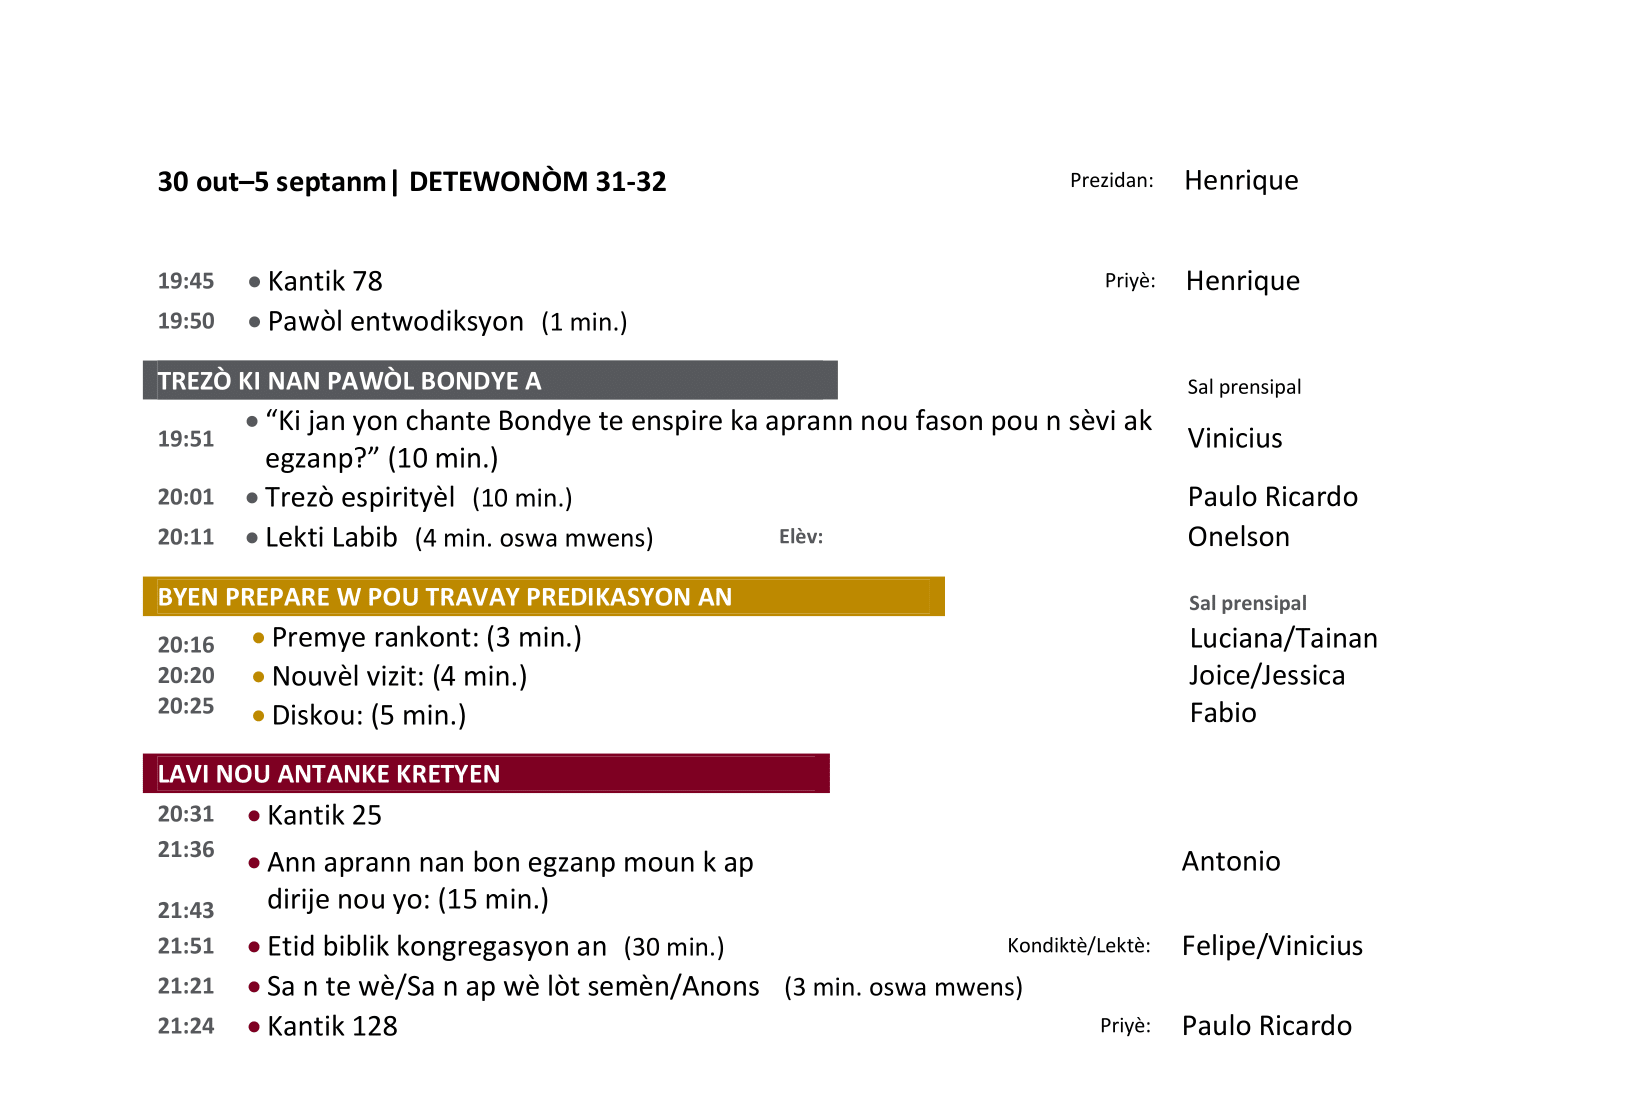 30 out–5 septanm| DETEWONÒM 31-32 Prezidan: Henrique
19:45 • Kantik 78 Priyè: Henrique
19:50 • Pawòl entwodiksyon (1 min.)
TREZÒ KI NAN PAWÒL BONDYE A Sal prensipal
19:51 • “Ki jan yon chante Bondye te enspire ka aprann nou fason pou n sèvi ak
egzanp?” (10 min.) Vinicius
20:01 • Trezò espirityèl (10 min.) Paulo Ricardo
20:11 • Lekti Labib (4 min. oswa mwens) Elèv: Onelson
BYEN PREPARE W POU TRAVAY PREDIKASYON AN Sal prensipal
20:16 • Premye rankont: (3 min.) Luciana/Tainan
20:20 • Nouvèl vizit: (4 min.) Joice/Jessica
20:25 • Diskou: (5 min.) Fabio
LAVI NOU ANTANKE KRETYEN
20:31 • Kantik 25
21:36 • Ann aprann nan bon egzanp moun k ap Antonio
21:43 dirije nou yo: (15 min.)
21:51 • Etid biblik kongregasyon an (30 min.) Kondiktè/Lektè: Felipe/Vinicius
21:21 • Sa n te wè/Sa n ap wè lòt semèn/Anons (3 min. oswa mwens)
21:24 • Kantik 128 Priyè: Paulo Ricardo